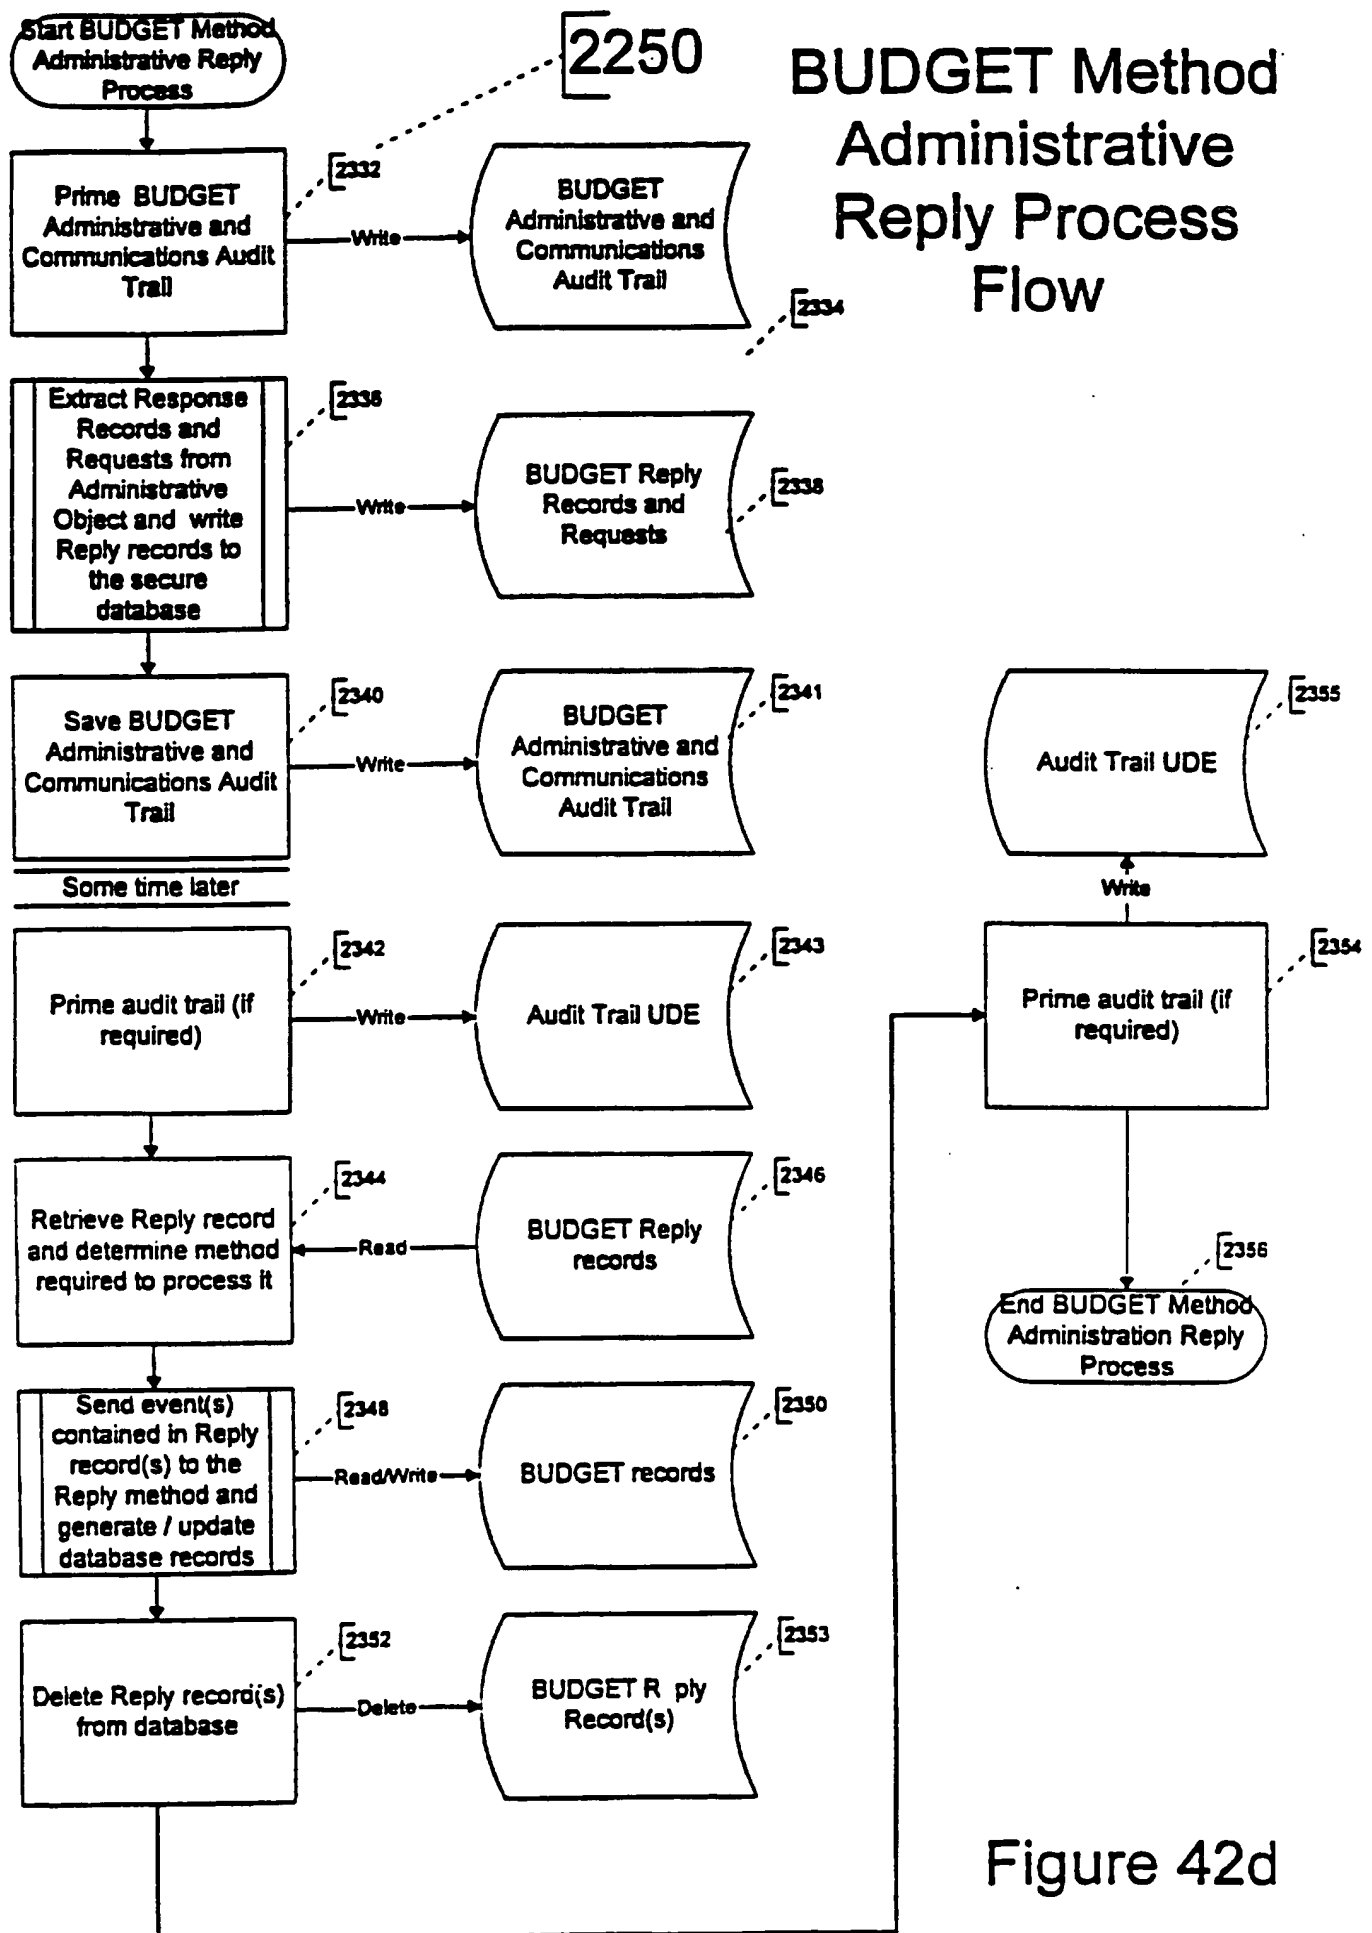 Start BUDGET Method
Administrative Reply
Process
2250
BUDGET Method
Administrative
Reply Process
Flow
Prime BUDGET
Administrative and
Communications Audit
Trail
2332
Write
BUDGET
Administrative and
Communications
Audit Trail
2334
Extract Response
Records and
Requests from
Administrative
Object and write
Reply records to
the secure
database
2336
Write
BUDGET Reply
Records and
Requests
2338
Save BUDGET
Administrative and
Communications Audit
Trail
2340
Write
BUDGET
Administrative and
Communications
Audit Trail
2341
Some time later
Prime audit trail (if
required)
2342
Write
Audit Trail UDE
2343
Retrieve Reply record
and determine method
required to process it
2344
Read
BUDGET Reply
records
2346
Send event(s)
contained in Reply
record(s) to the
Reply method and
generate / update
database records
2348
Read/Write
BUDGET records
2350
Delete Reply record(s)
from database
2352
Delete
BUDGET R ply
Record(s)
2353
Audit Trail UDE
2355
Write
Prime audit trail (if
required)
2354
2356
End BUDGET Method
Administration Reply
Process
Figure 42d